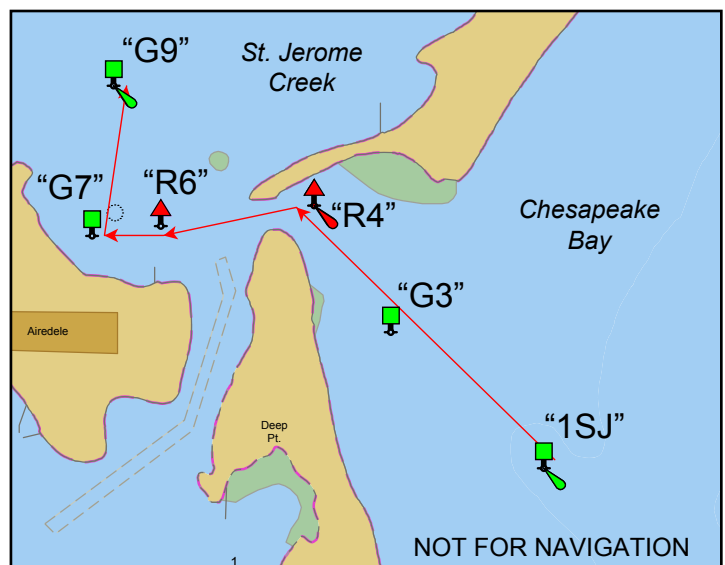 “G9”
St. Jerome
Creek
“G7”
“R6”
“R4”
Chesapeake
Bay
“G3”
Airedele
“1SJ”
Deep
Pt.
1
NOT FOR NAVIGATION